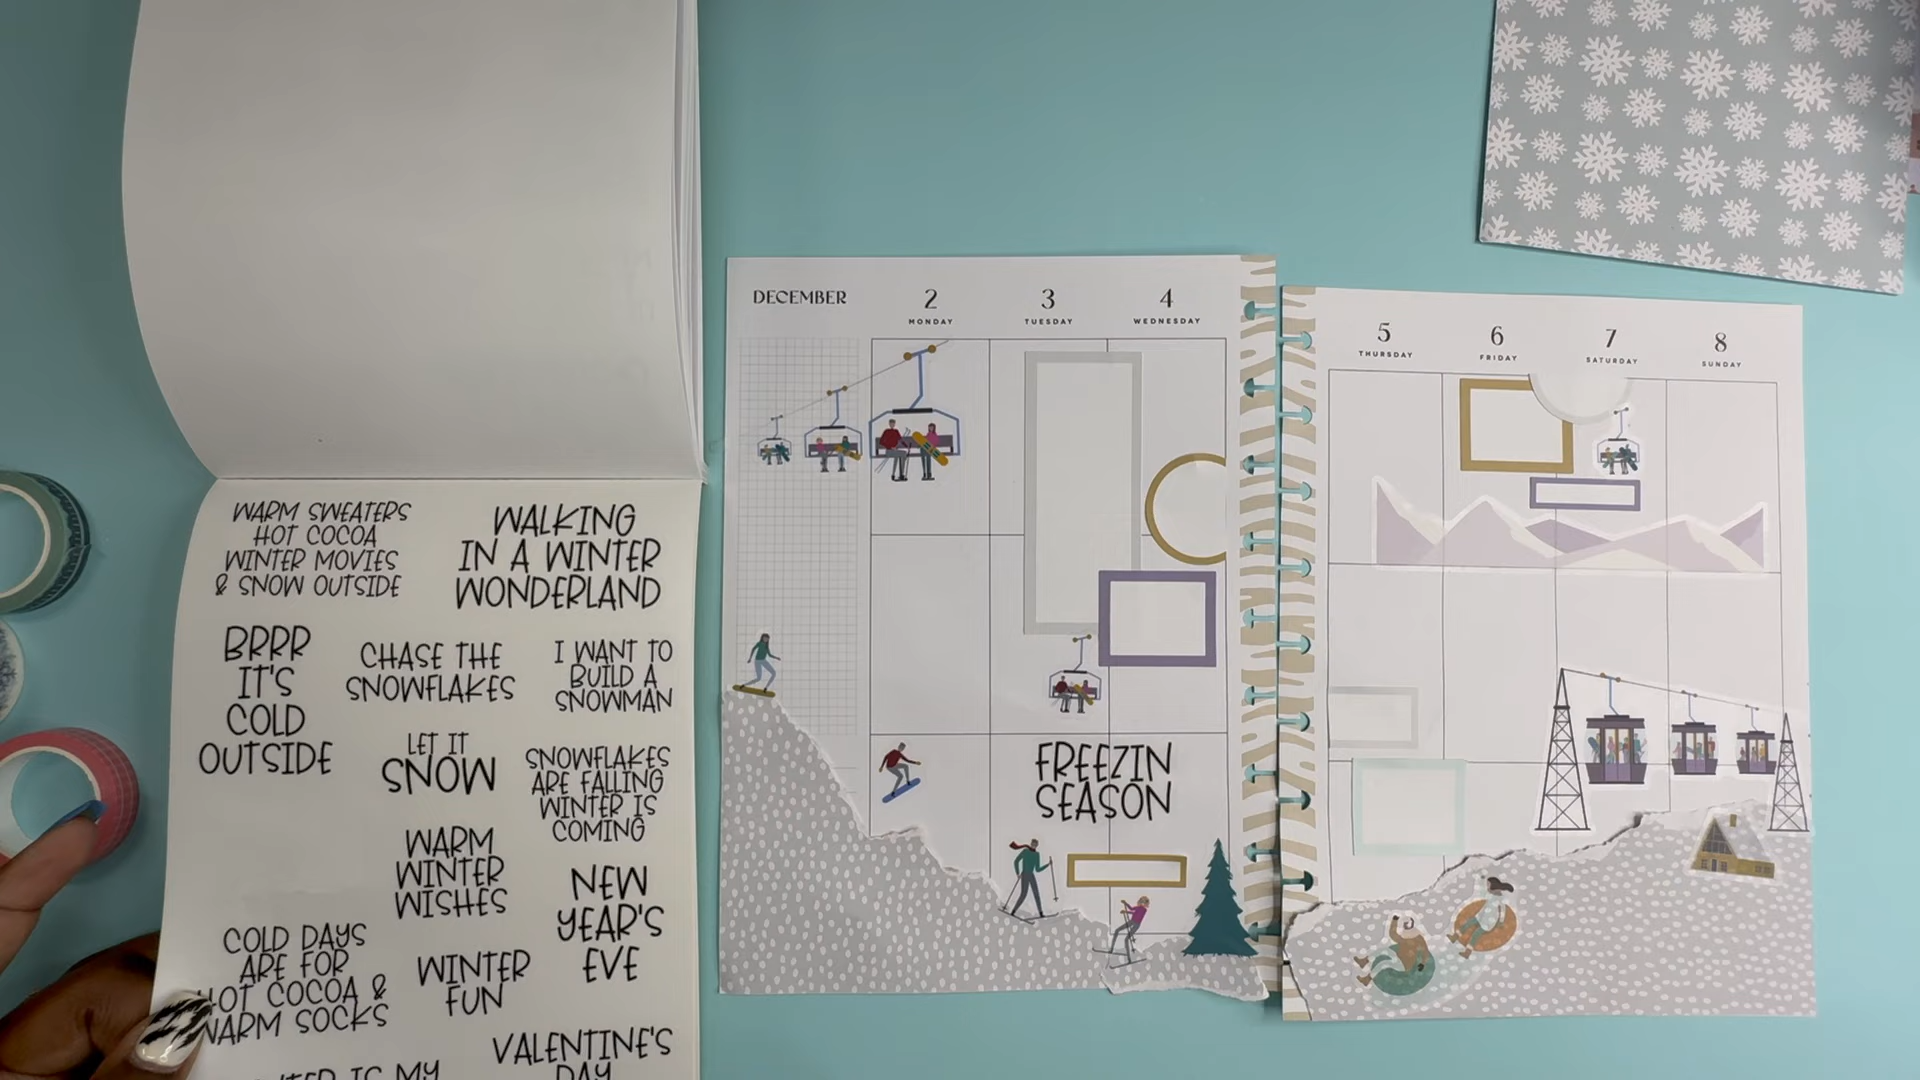 WARM SWEATERS
HOT COCOA
WINTER MOVIES
& SNOW OUTSIDE
WALKING
IN A WINTER
WONDERLAND
BRRR
IT'S
COLD
OUTSIDE
CHASE THE
SNOWFLAKES
I WANT TO
BUILD A
SNOWMAN
LET IT
SNOW
SNOWFLAKES
ARE FALLING
WINTER IS
COMING
WARM
WINTER
WISHES
NEW
YEAR'S
EVE
COLD DAYS
ARE FOR
HOT COCOA &
WARM SOCKS
WINTER
FUN
VALENTINE'S
DAY
IS MY
DECEMBER
2
MONDAY
3
TUESDAY
4
WEDNESDAY
FREEZIN
SEASON
5
THURSDAY
6
FRIDAY
7
SATURDAY
8
SUNDAY